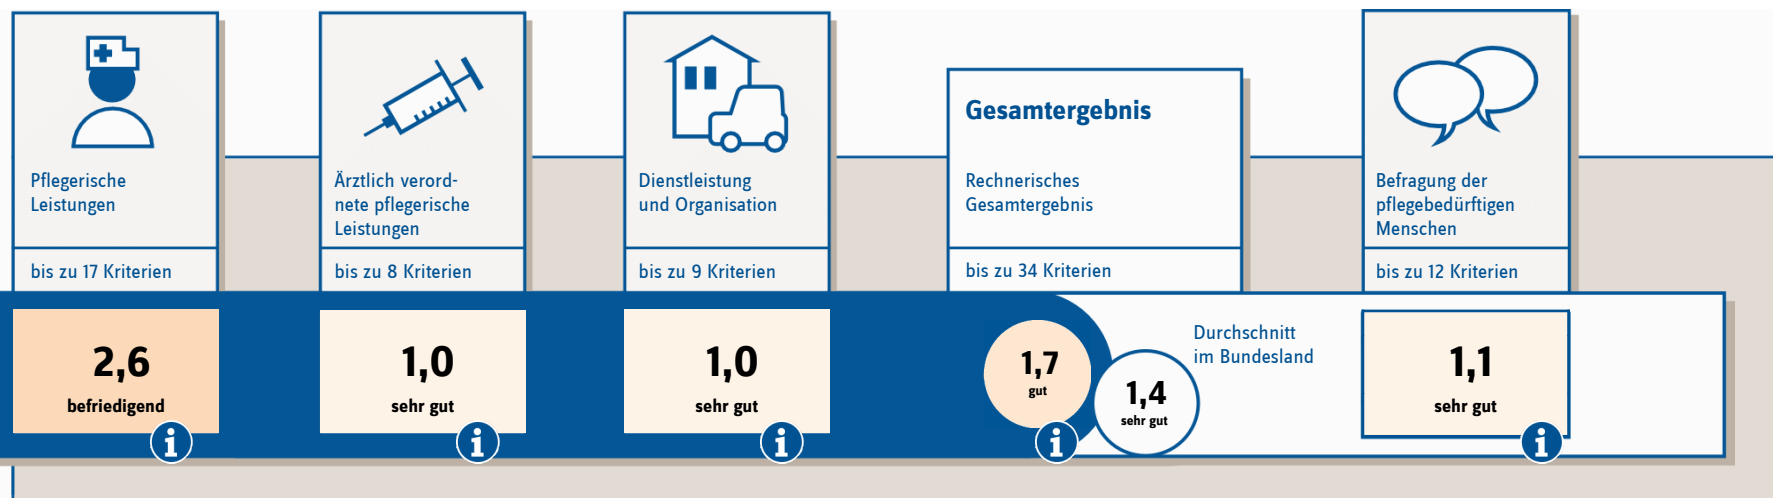 Pflegerische
Leistungen
bis zu 17 Kriterien
2,6
befriedigend
i
Ärztlich verord-
nete pflegerische
Leistungen
bis zu 8 Kriterien
1,0
sehr gut
i
Dienstleistung
und Organisation
bis zu 9 Kriterien
1,0
sehr gut
i
Gesamtergebnis
Rechnerisches
Gesamtergebnis
bis zu 34 Kriterien
1,7
gut
i
1,4
sehr gut
Durchschnitt
im Bundesland
Befragung der
pflegebedürftigen
Menschen
bis zu 12 Kriterien
1,1
sehr gut
i